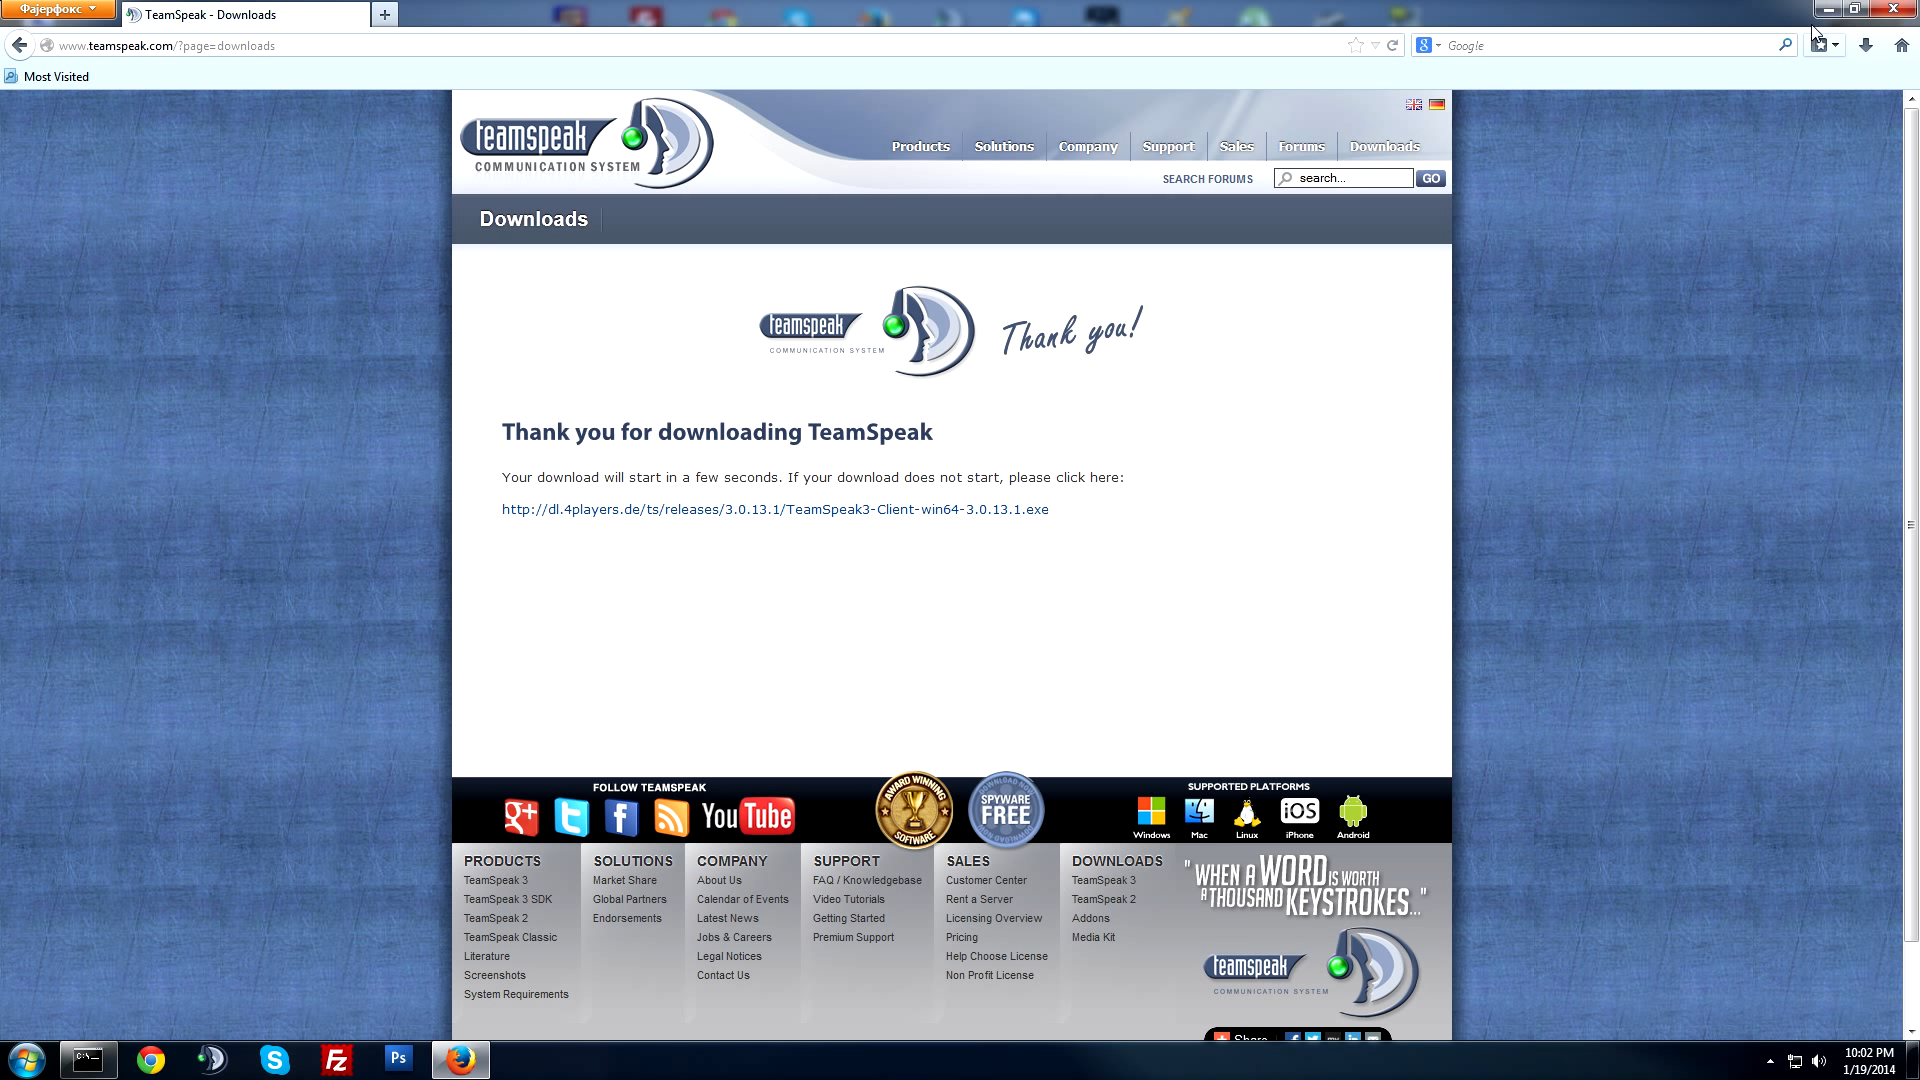 Фајерфокс
TeamSpeak - Downloads
www.teamspeak.com/?page=downloads
8
Google
Most Visited
teamspeak
COMMUNICATION SYSTEM
Products
Solutions
Company
Support
Sales
Forums
Downloads
SEARCH FORUMS
search...
GO
Downloads
teamspeak
COMMUNICATION SYSTEM
Thank you!
Thank you for downloading TeamSpeak
Your download will start in a few seconds. If your download does not start, please click here:
http://dl.4players.de/ts/releases/3.0.13.1/TeamSpeak3-Client-win64-3.0.13.1.exe
FOLLOW TEAMSPEAK
g+
YouTube
AWARD WINNING
SOFTWARE
SPYWARE
FREE
SUPPORTED PLATFORMS
Windows
Mac
Linux
iOS
iPhone
Android
PRODUCTS
TeamSpeak 3
TeamSpeak 3 SDK
TeamSpeak 2
TeamSpeak Classic
Literature
Screenshots
System Requirements
SOLUTIONS
Market Share
Global Partners
Endorsements
COMPANY
About Us
Calendar of Events
Latest News
Jobs & Careers
Legal Notices
Contact Us
SUPPORT
FAQ / Knowledgebase
Video Tutorials
Getting Started
Premium Support
SALES
Customer Center
Rent a Server
Licensing Overview
Pricing
Help Choose License
Non Profit License
DOWNLOADS
TeamSpeak 3
TeamSpeak 2
Addons
Media Kit
" WHEN A WORD IS WORTH
A THOUSAND KEYSTROKES... "
teamspeak
COMMUNICATION SYSTEM
Share
C:\_
Fz
Ps
10:02 PM
1/19/2014